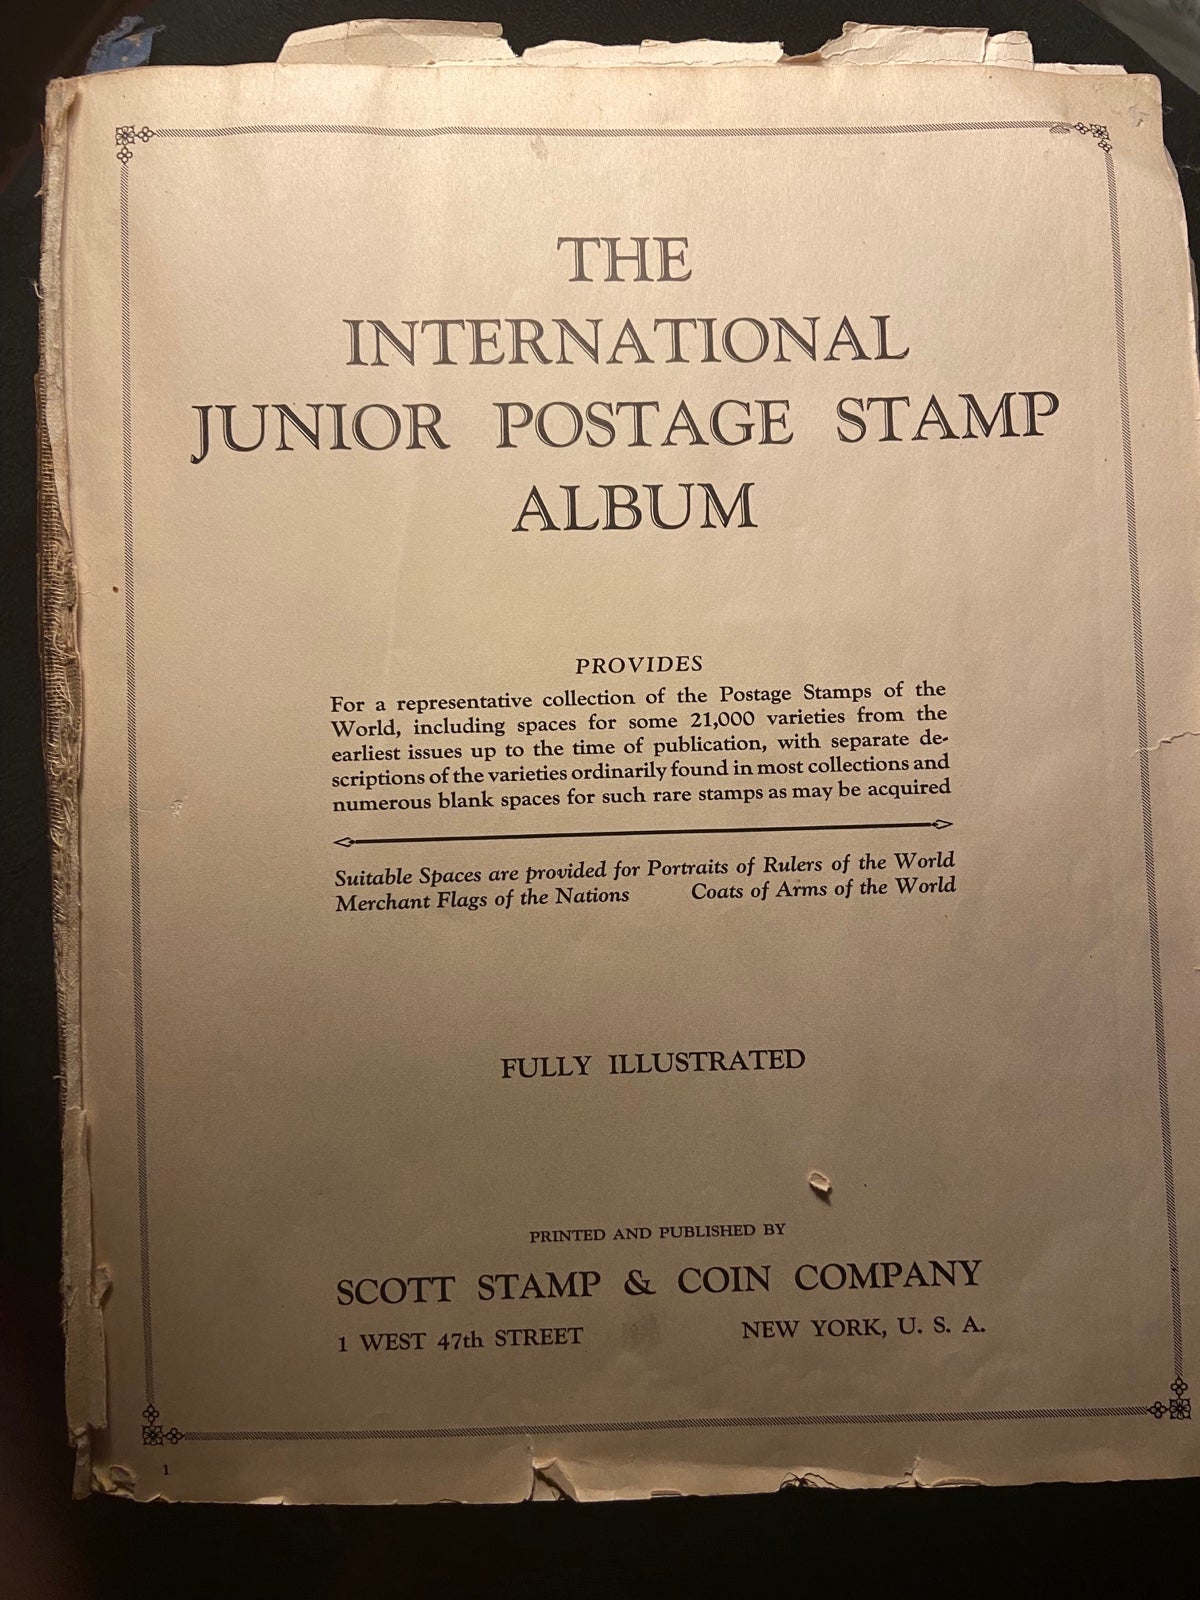 THE
INTERNATIONAL
JUNIOR POSTAGE STAMP
ALBUM
PROVIDES
For a representative collection of the Postage Stamps of the
World, including spaces for some 21,000 varieties from the
earliest issues up to the time of publication, with separate de-
scriptions of the varieties ordinarily found in most collections and
numerous blank spaces for such rare stamps as may be acquired
Suitable Spaces are provided for Portraits of Rulers of the World
Merchant Flags of the Nations Coats of Arms of the World
FULLY ILLUSTRATED
PRINTED AND PUBLISHED BY
SCOTT STAMP & COIN COMPANY
1 WEST 47th STREET NEW YORK, U. S. A.
1